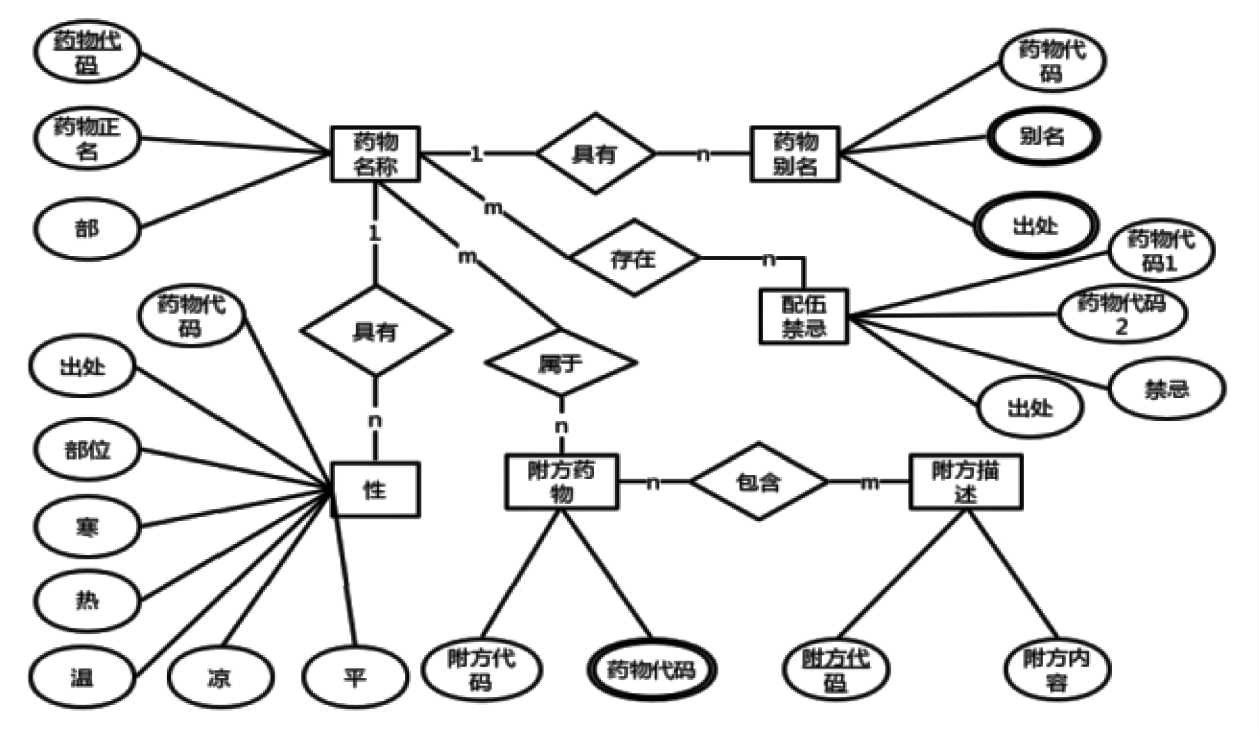 药物代
码
药物正
名
部
药物
名称
1
具有
n
药物
别名
药物代
码
别名
出处
m
存在
n
配伍
禁忌
药物代
码1
药物代码
2
禁忌
出处
1
具有
n
m
属于
n
药物代
码
出处
部位
寒
热
温
凉
平
性
附方药
物
n
包含
m
附方描
述
附方代
码
药物代码
附方代
码
附方内
容